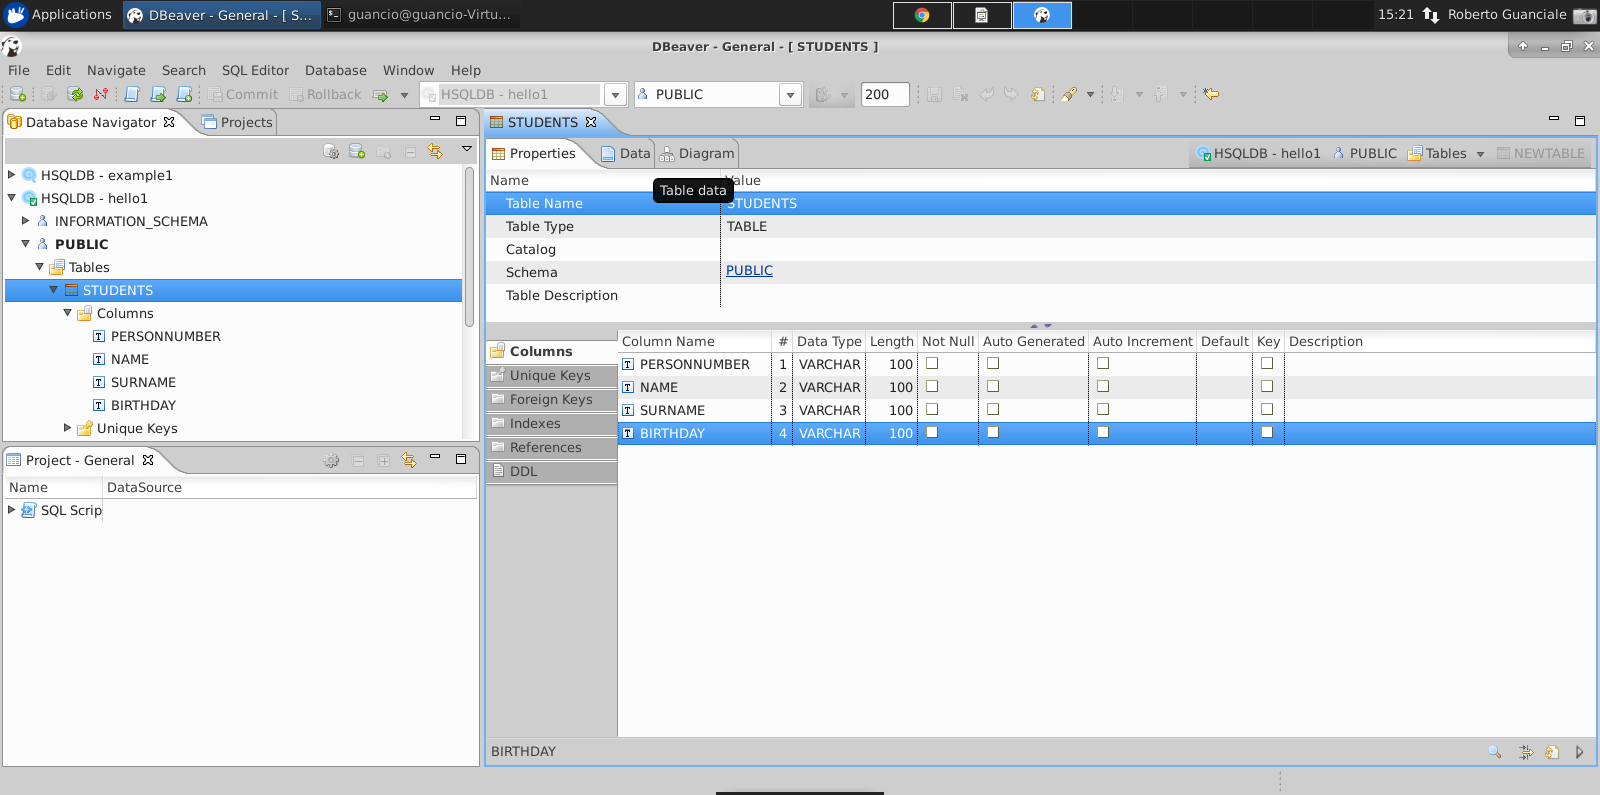 Applications DBeaver - General - [ S... guancio@guancio-Virtu... 15:21 Roberto Guanciale
DBeaver - General - [ STUDENTS ]
File Edit Navigate Search SQL Editor Database Window Help
Commit Rollback HSQLDB - hello1 PUBLIC 200
Database Navigator Projects
HSQLDB - example1
HSQLDB - hello1
INFORMATION_SCHEMA
PUBLIC
Tables
STUDENTS
Columns
PERSONNUMBER
NAME
SURNAME
BIRTHDAY
Unique Keys
Project - General
Name DataSource
SQL Scrip
STUDENTS
Properties Data Diagram HSQLDB - hello1 PUBLIC Tables NEWTABLE
Name Value
Table data
Table Name STUDENTS
Table Type TABLE
Catalog
Schema PUBLIC
Table Description
Columns
Unique Keys
Foreign Keys
Indexes
References
DDL
Column Name # Data Type Length Not Null Auto Generated Auto Increment Default Key Description
PERSONNUMBER 1 VARCHAR 100
NAME 2 VARCHAR 100
SURNAME 3 VARCHAR 100
BIRTHDAY 4 VARCHAR 100
BIRTHDAY